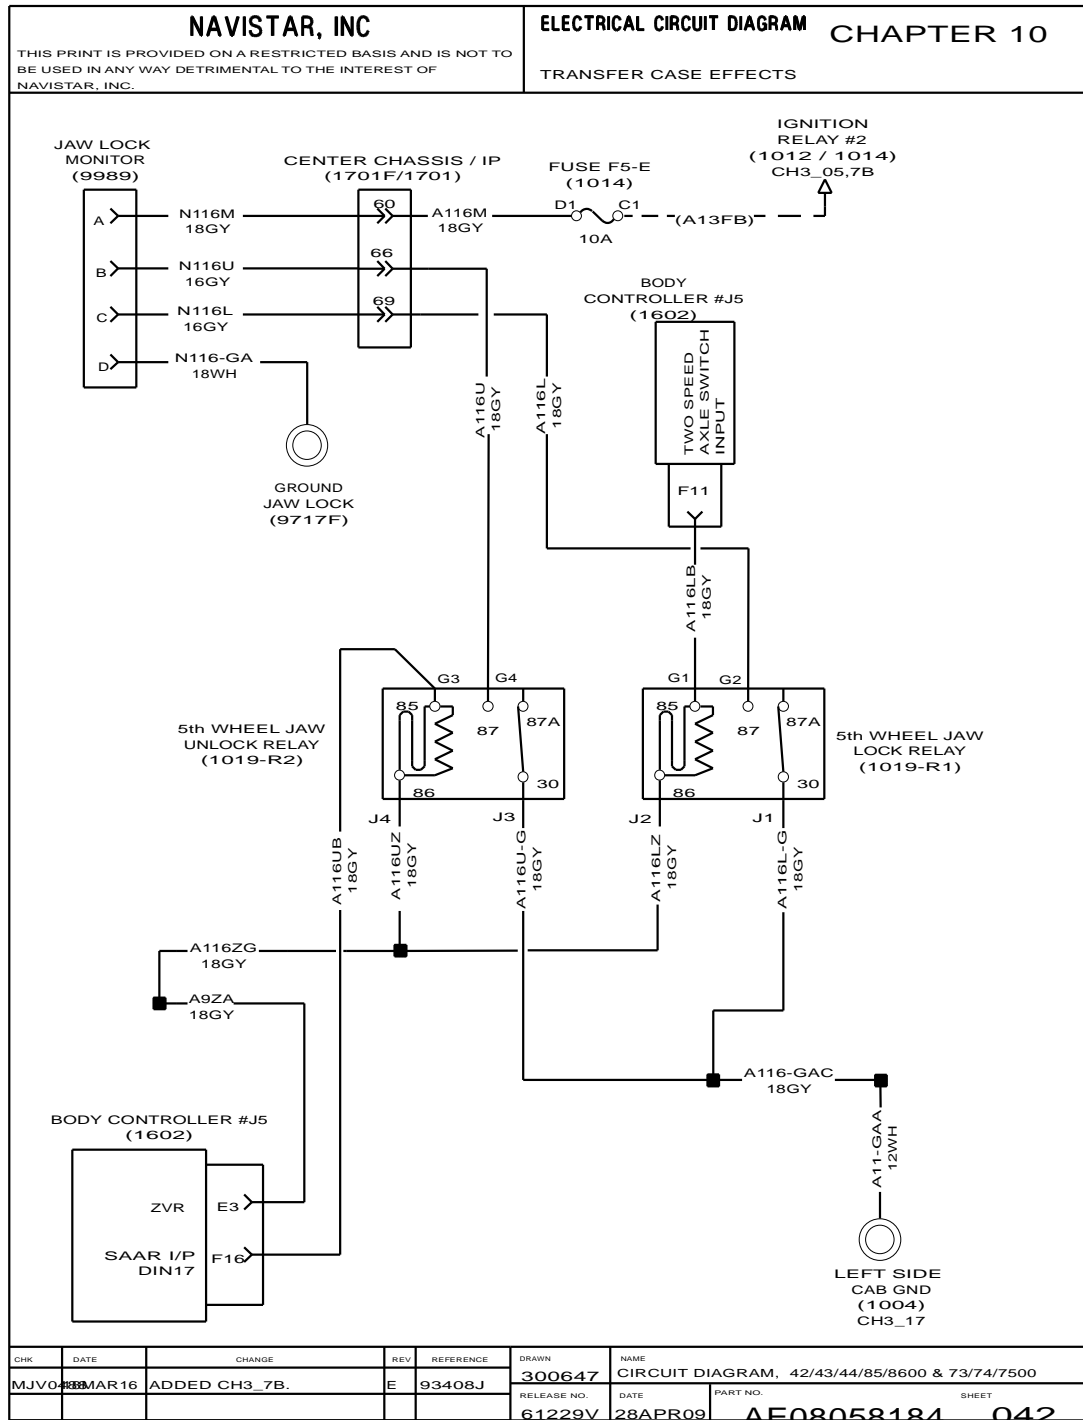 NAVISTAR, INC
THIS PRINT IS PROVIDED ON A RESTRICTED BASIS AND IS NOT TO
BE USED IN ANY WAY DETRIMENTAL TO THE INTEREST OF
NAVISTAR, INC.
ELECTRICAL CIRCUIT DIAGRAM
CHAPTER 10
TRANSFER CASE EFFECTS
JAW LOCK
MONITOR
(9989)
CENTER CHASSIS / IP
(1701F/1701)
FUSE F5-E
(1014)
IGNITION
RELAY #2
(1012 / 1014)
CH3_05,7B
A
N116M
18GY
60
A116M
18GY
D1
C1
10A
(A13FB)
B
N116U
16GY
66
C
N116L
16GY
69
D
N116-GA
18WH
GROUND
JAW LOCK
(9717F)
A116U
18GY
A116L
18GY
BODY
CONTROLLER #J5
(1602)
TWO SPEED
AXLE SWITCH
INPUT
F11
A116LB
18GY
G3
G4
85
87
87A
86
30
5th WHEEL JAW
UNLOCK RELAY
(1019-R2)
J4
J3
G1
G2
85
87
87A
86
30
5th WHEEL JAW
LOCK RELAY
(1019-R1)
J2
J1
A116UB
18GY
A116UZ
18GY
A116U-G
18GY
A116LZ
18GY
A116L-G
18GY
A116ZG
18GY
A9ZA
18GY
A116-GAC
18GY
A11-GAA
12WH
BODY CONTROLLER #J5
(1602)
ZVR
E3
SAAR I/P
DIN17
F16
LEFT SIDE
CAB GND
(1004)
CH3_17
CHK
DATE
CHANGE
REV
REFERENCE
DRAWN
300647
NAME
CIRCUIT DIAGRAM, 42/43/44/85/8600 & 73/74/7500
ADDED CH3_7B.
E
93408J
RELEASE NO.
61229V
DATE
28APR09
PART NO.
AE08058184
SHEET
042